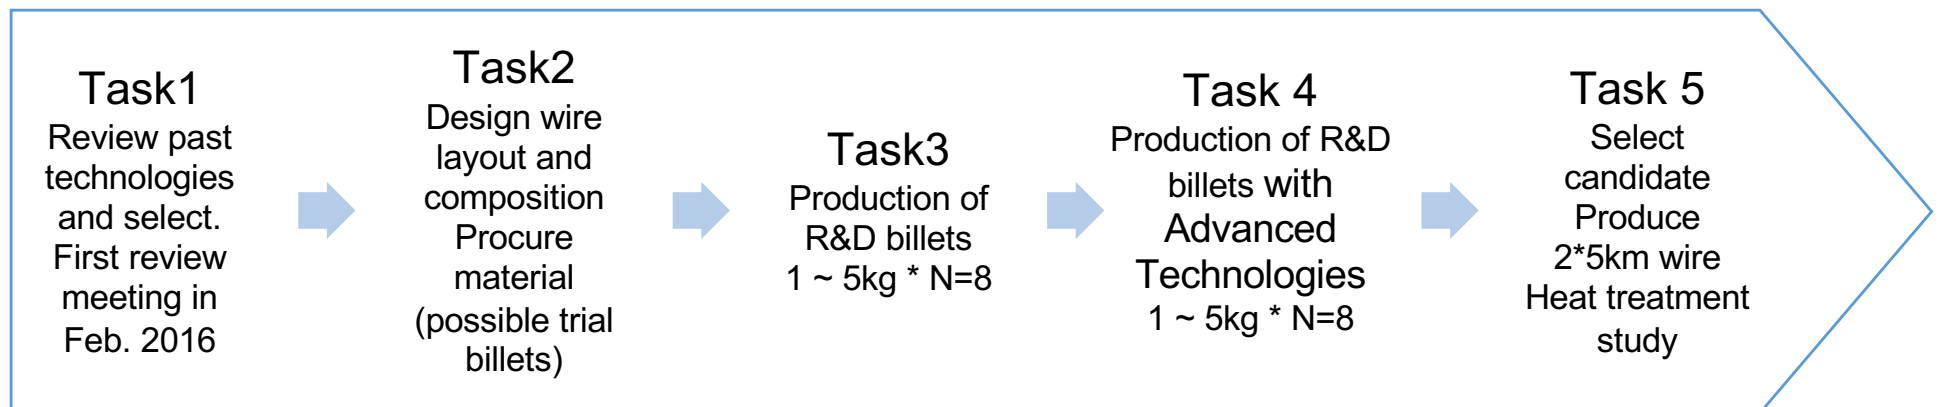 Task1
Review past
technologies
and select.
First review
meeting in
Feb. 2016
Task2
Design wire
layout and
composition
Procure
material
(possible trial
billets)
Task3
Production of
R&D billets
1 ~ 5kg * N=8
Task 4
Production of R&D
billets with
Advanced
Technologies
1 ~ 5kg * N=8
Task 5
Select
candidate
Produce
2*5km wire
Heat treatment
study